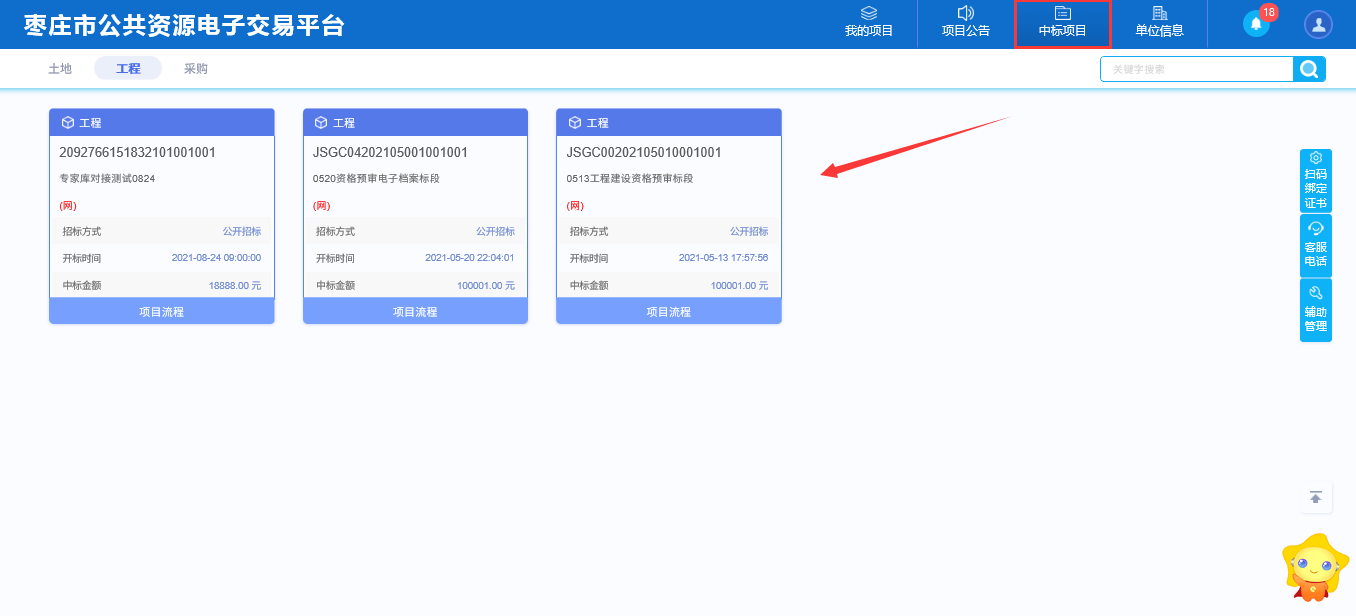 枣庄市公共资源电子交易平台
我的项目
项目公告
中标项目
单位信息
18
土地
工程
采购
关键字搜索
工程
2092766151832101001001
专家库对接测试0824
(网)
招标方式 公开招标
开标时间 2021-08-24 09:00:00
中标金额 18888.00 元
项目流程
工程
JSGC04202105001001001
0520资格预审电子档案标段
(网)
招标方式 公开招标
开标时间 2021-05-20 22:04:01
中标金额 100001.00 元
项目流程
工程
JSGC00202105010001001
0513工程建设资格预审标段
(网)
招标方式 公开招标
开标时间 2021-05-13 17:57:56
中标金额 100001.00 元
项目流程
扫码
绑定
证书
客服
电话
辅助
管理